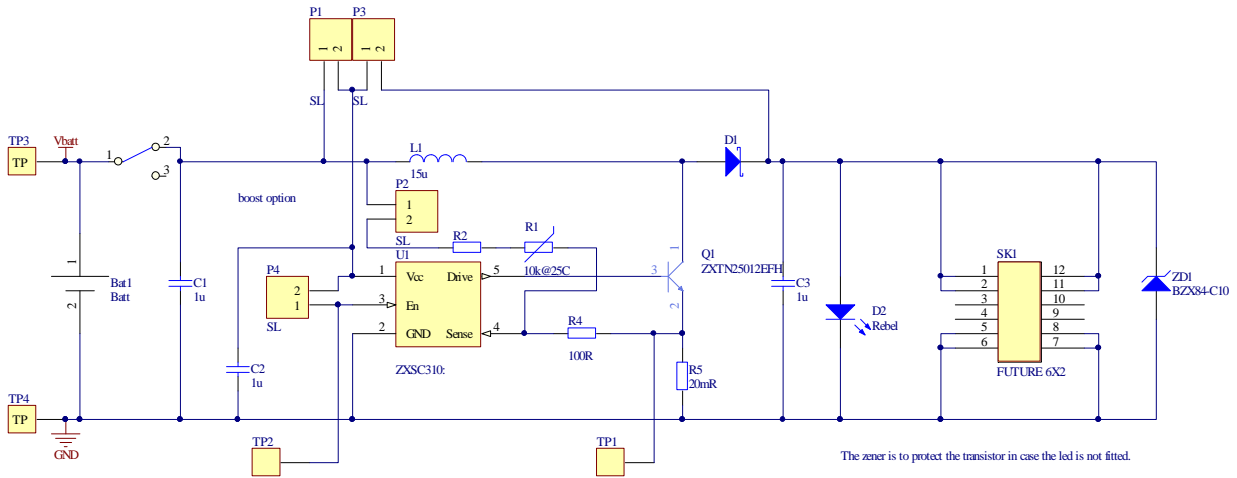 P1 P3
1 2 1 2
SL SL
TP3
TP
Vbatt
1 2
3
L1
15u
D1
boost option
P2
1
2
SL
R2 R1
10k@25C
U1
Q1
ZXTN25012EFH
1
3
2
P4
2
1
SL
1 Vcc Drive 5
3 En
2 GND Sense 4
ZXSC310:
R4
100R
R5
20mR
1
2
Bat1
Batt
C1
1u
C2
1u
C3
1u
D2
Rebel
SK1
1 12
2 11
3 10
4 9
5 8
6 7
FUTURE 6X2
ZD1
BZX84-C10
TP4
TP
GND
TP2
TP1
The zener is to protect the transistor in case the led is not fitted.